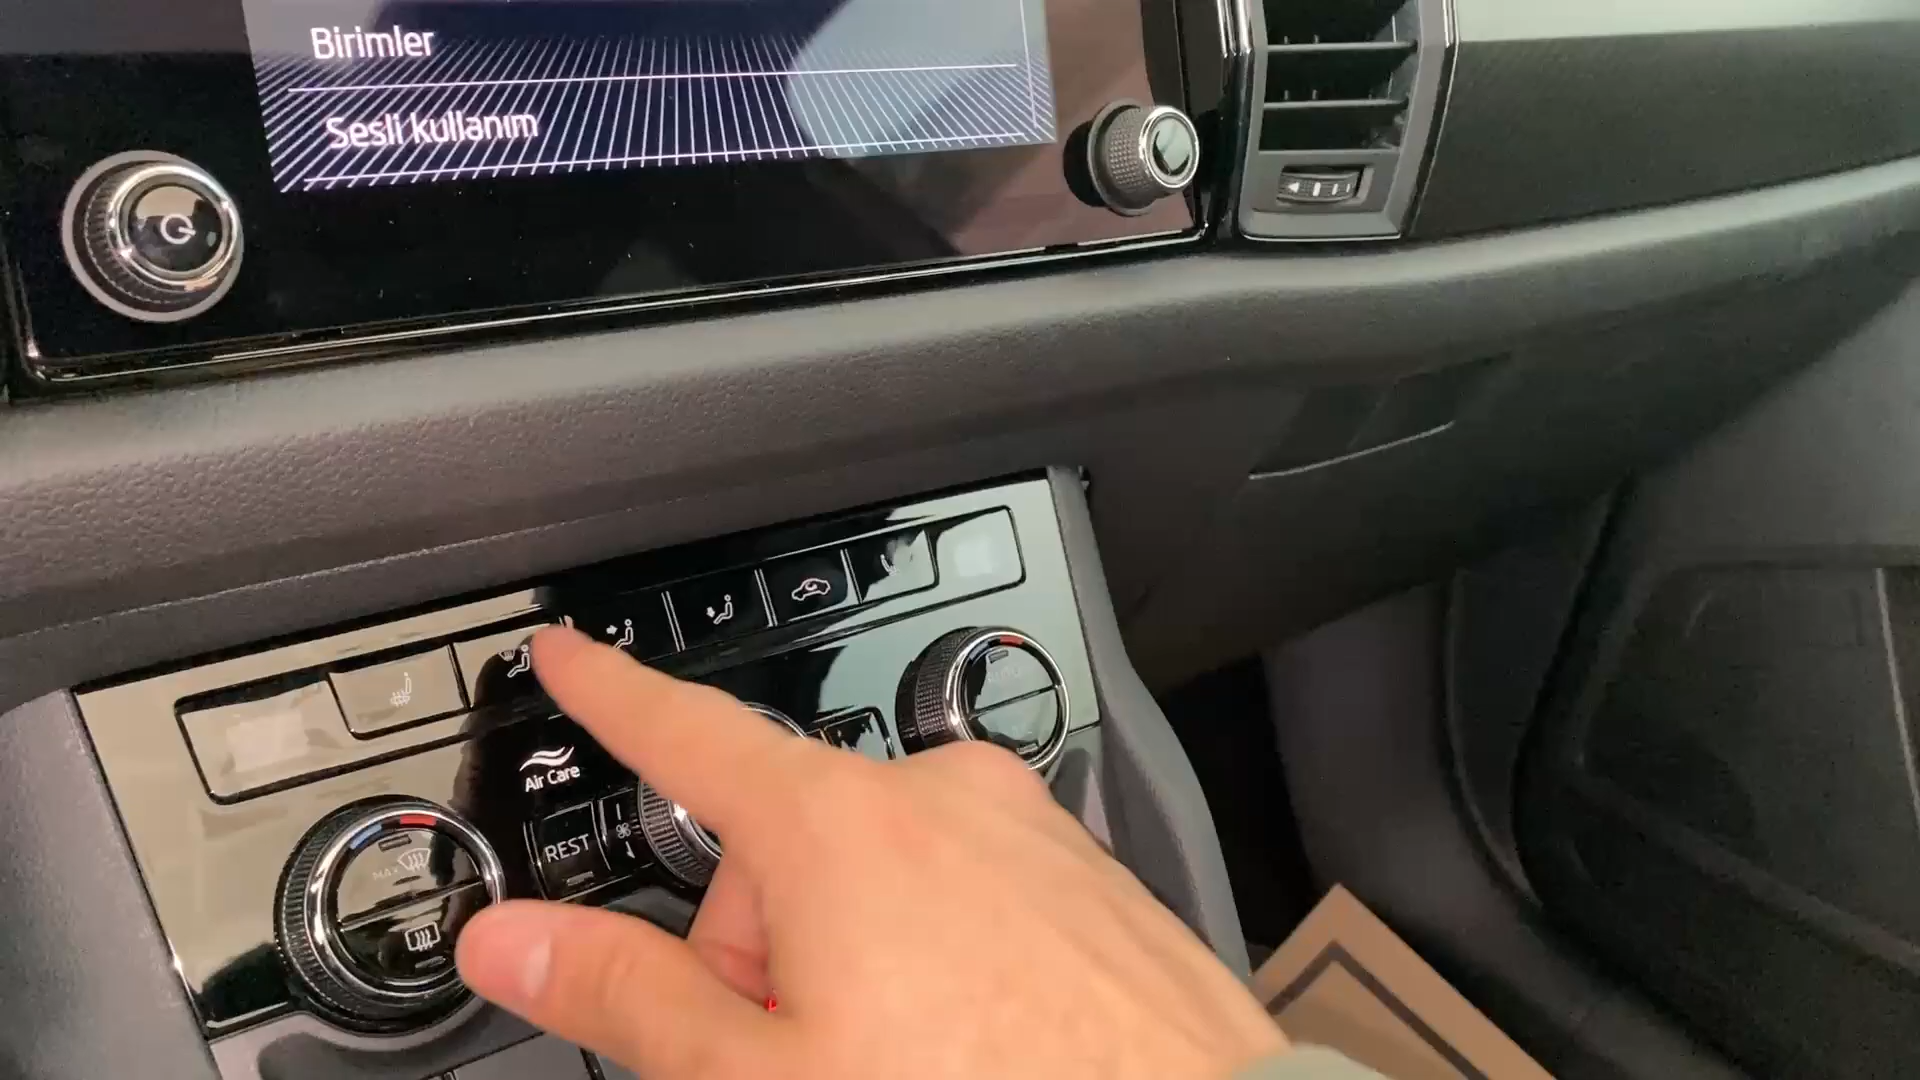 Birimler
Sesli kullanım
Air Care
REST
MAX